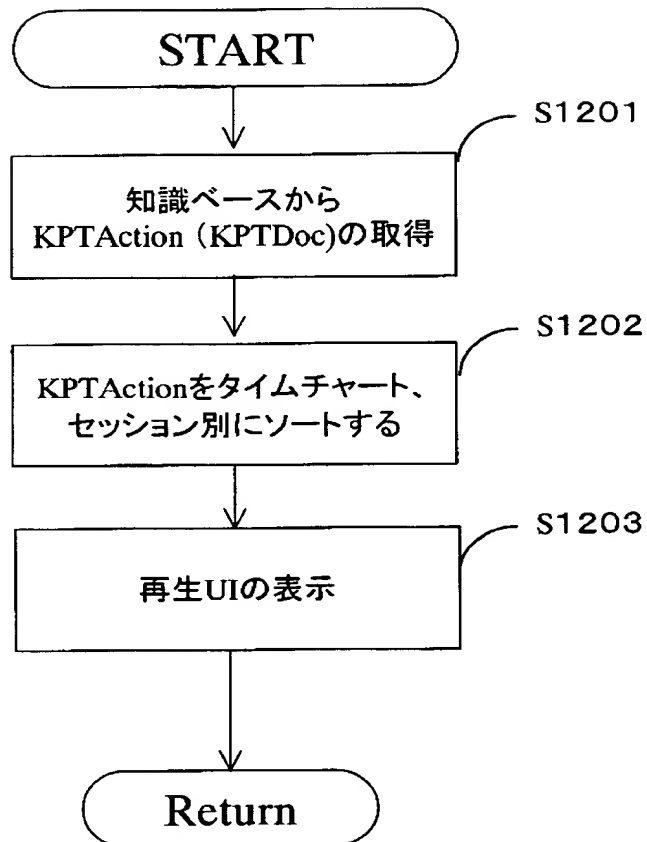 START
S1201
知識ベースから
KPTAction（KPTDoc)の取得
S1202
KPTActionをタイムチャート、
セッション別にソートする
S1203
再生UIの表示
Return